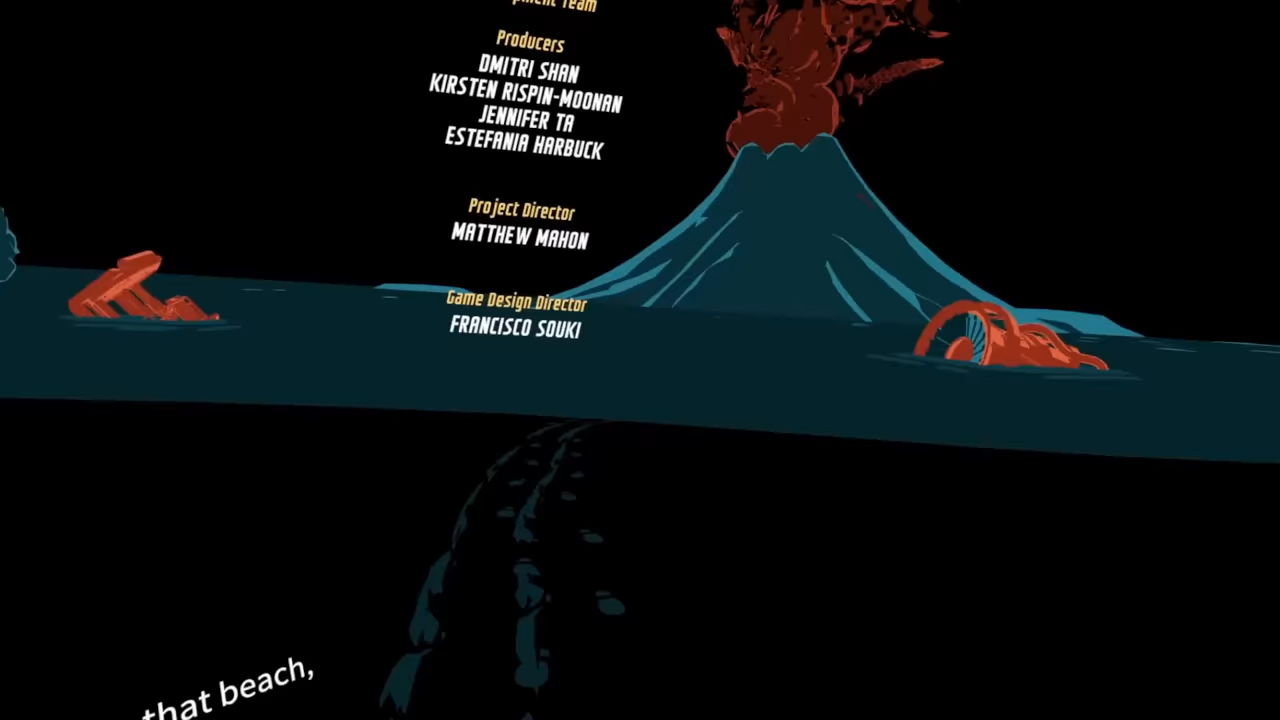 Team
Producers
DMITRI SHAN
KIRSTEN RISPIN-MOONAN
JENNIFER TA
ESTEFANIA HARBUCK
Project Director
MATTHEW MAHON
Game Design Director
FRANCISCO SOUKI
that beach,